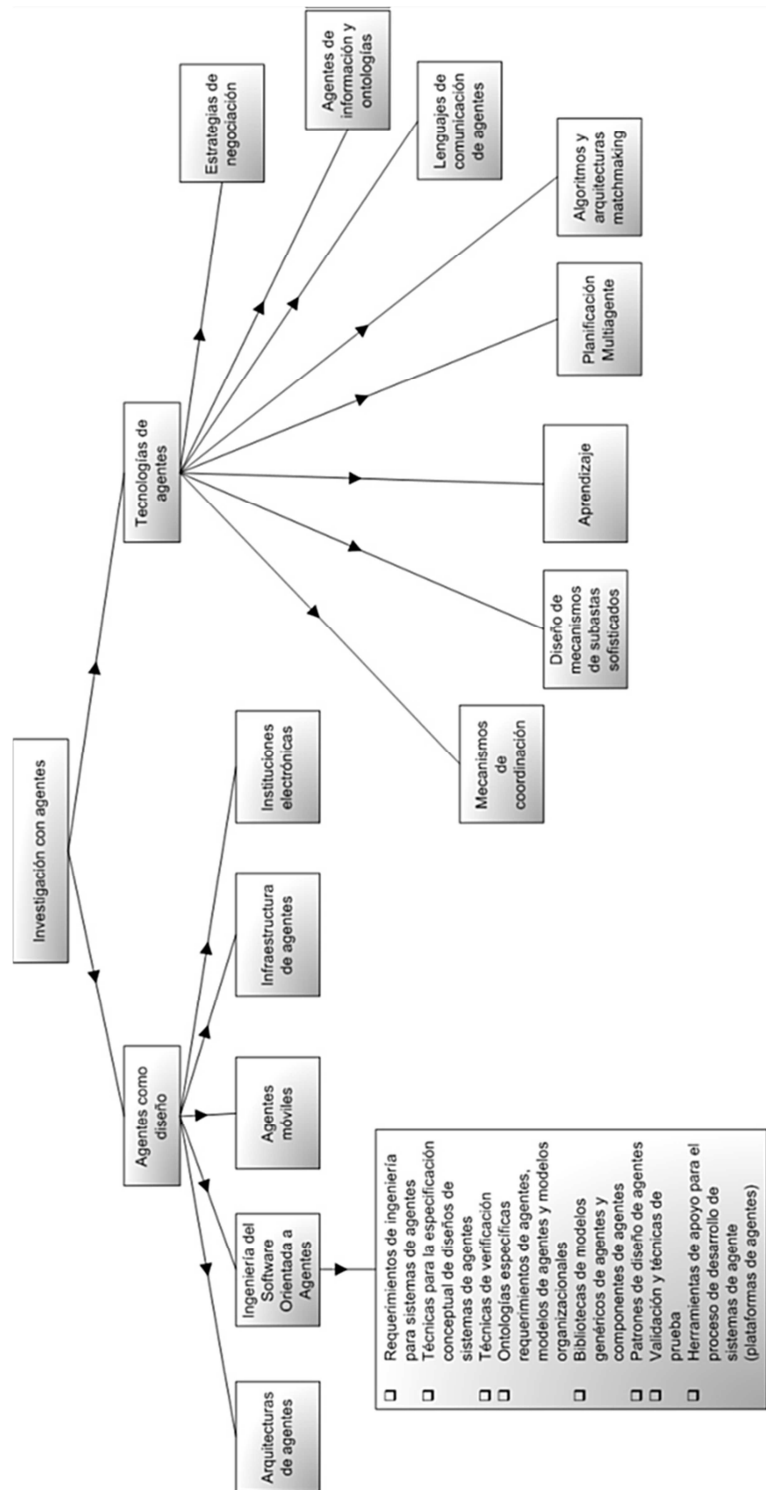 Investigación con agentes
Agentes como
diseño
Tecnologías de
agentes
Arquitecturas
de agentes
Ingeniería del
Software
Orientada a
Agentes
Agentes
móviles
Infraestructura
de agentes
Instituciones
electrónicas
Requerimientos de ingeniería
para sistemas de agentes
Técnicas para la especificación
conceptual de diseños de
sistemas de agentes
Técnicas de verificación
Ontologías específicas
requerimientos de agentes,
modelos de agentes y modelos
organizacionales
Bibliotecas de modelos
genéricos de agentes y
componentes de agentes
Patrones de diseño de agentes
Validación y técnicas de
prueba
Herramientas de apoyo para el
proceso de desarrollo de
sistemas de agente
(plataformas de agentes)
Mecanismos
de
coordinación
Diseño de
mecanismos
de subastas
sofisticados
Aprendizaje
Planificación
Multiagente
Algoritmos y
arquitecturas
matchmaking
Lenguajes de
comunicación
de agentes
Agentes de
información y
ontologías
Estrategias de
negociación